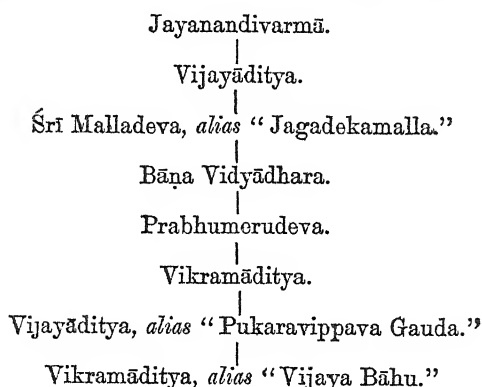 Jayanandivarmā.
Vijayāditya.
Śrī Malladeva, alias “Jagadekamalla.”
Bāṇa Vidyādhara.
Prabhumerudeva.
Vikramāditya.
Vijayāditya, alias “Pukaravippava Gauda.”
Vikramāditya, alias “Vijaya Bāhu.”